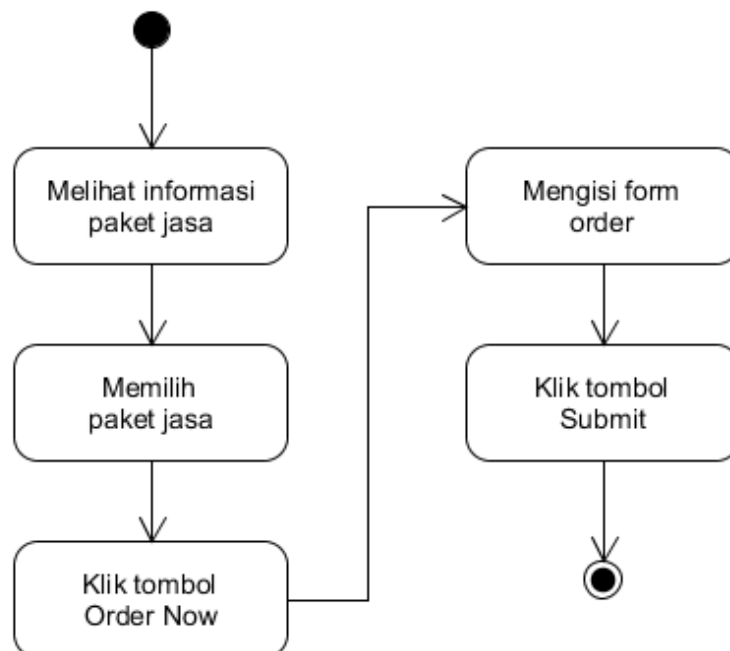 Melihat informasi
paket jasa
Memilih
paket jasa
Klik tombol
Order Now
Mengisi form
order
Klik tombol
Submit